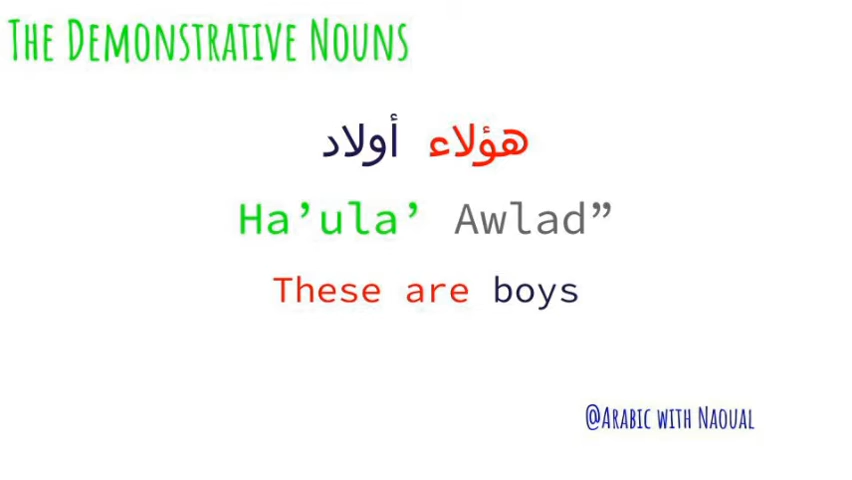 The Demonstrative Nouns
هؤلاء أولاد
Ha’ula’ Awlad”
These are boys
@Arabic with Naoual